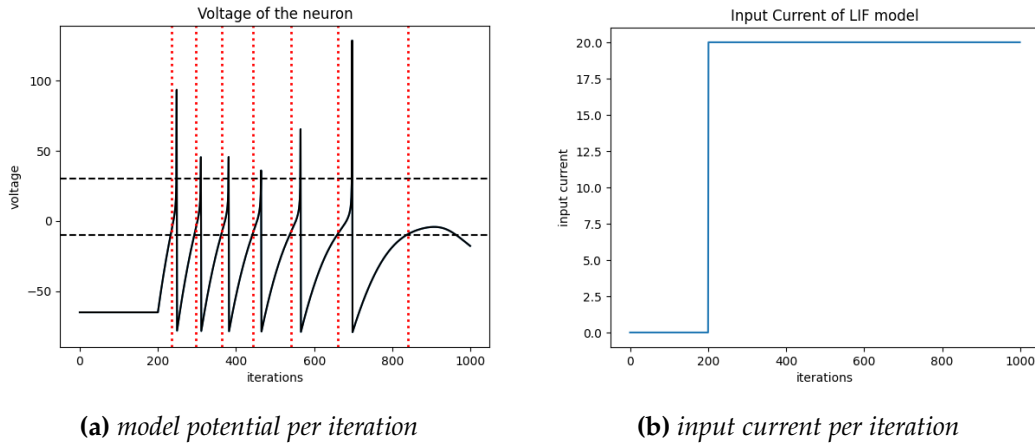 Voltage of the neuron
100
50
0
−50
voltage
0 200 400 600 800 1000
iterations
(a) model potential per iteration
Input Current of LIF model
20.0
17.5
15.0
12.5
10.0
7.5
5.0
2.5
0.0
input current
0 200 400 600 800 1000
iterations
(b) input current per iteration